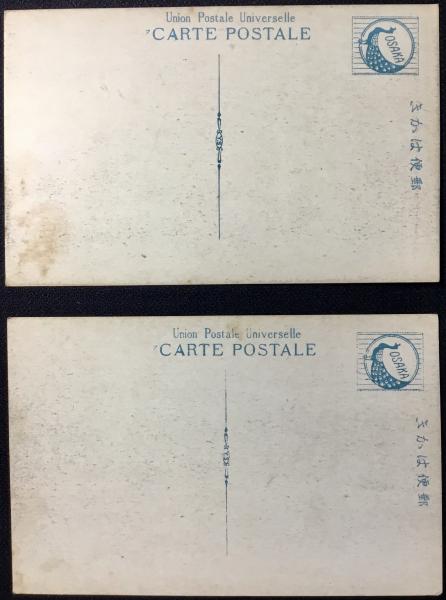 Union Postale Universelle
CARTE POSTALE
OSAKA
きかは便郵
Union Postale Universelle
CARTE POSTALE
OSAKA
きかは便郵